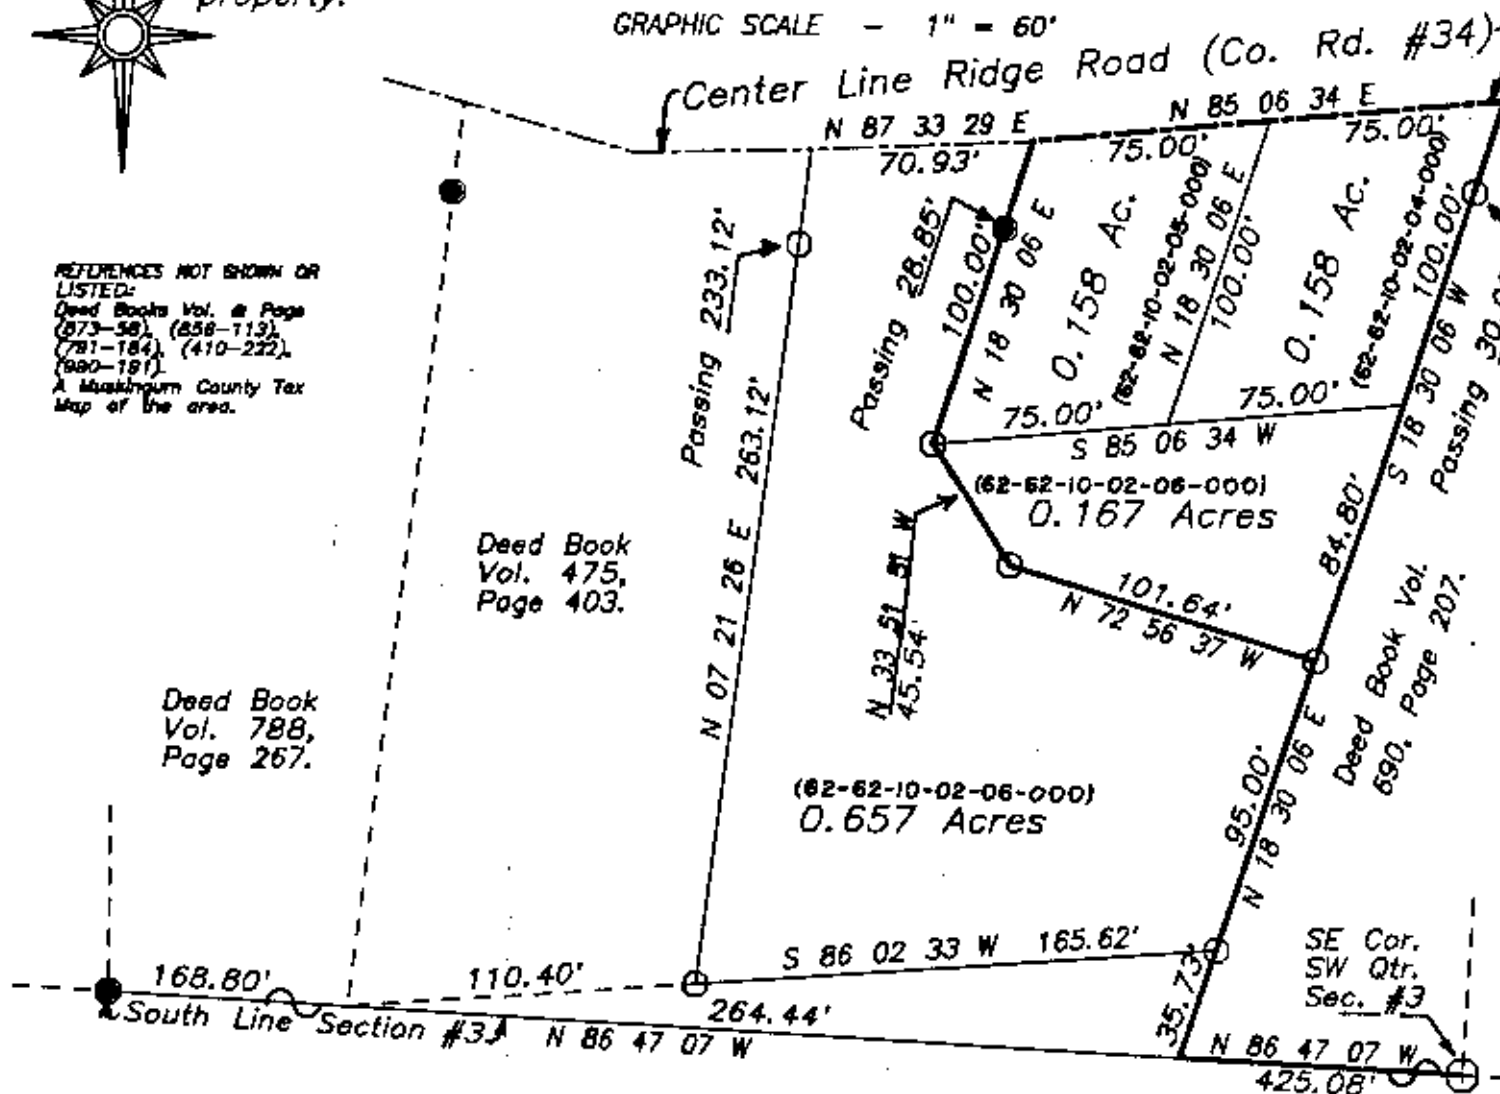 property.
GRAPHIC SCALE - 1" = 60'
Center Line Ridge Road (Co. Rd. #34)
N 87 33 29 E
70.93'
N 85 06 34 E
75.00'
75.00'
REFERENCES NOT SHOWN OR
LISTED:
Deed Books Vol. & Page
(873-58), (858-113),
(781-184), (410-222),
(980-191).
A Muskingum County Tax
Map of the area.
Passing 233.12'
N 07 21 26 E 263.12'
Passing 28.85'
100.00'
N 18 30 06 E
0.158 Ac.
(62-62-10-02-05-000)
N 18 30 06 E
100.00'
0.158 Ac.
(62-62-10-02-04-000)
100.00'
S 18 30 06 W
Passing 30.0
75.00'
75.00'
S 85 06 34 W
(62-62-10-02-06-000)
0.167 Acres
84.80'
N 33 51 51 W
45.54'
101.64'
N 72 56 37 W
Deed Book
Vol. 475,
Page 403.
Deed Book
Vol. 788,
Page 267.
Deed Book Vol.
690, Page 207.
(62-62-10-02-06-000)
0.657 Acres
95.00'
N 18 30 06 E
S 86 02 33 W 165.62'
35.73'
SE Cor.
SW Qtr.
Sec. #3
168.80'
110.40'
264.44'
South Line Section #3
N 86 47 07 W
N 86 47 07 W
425.08'